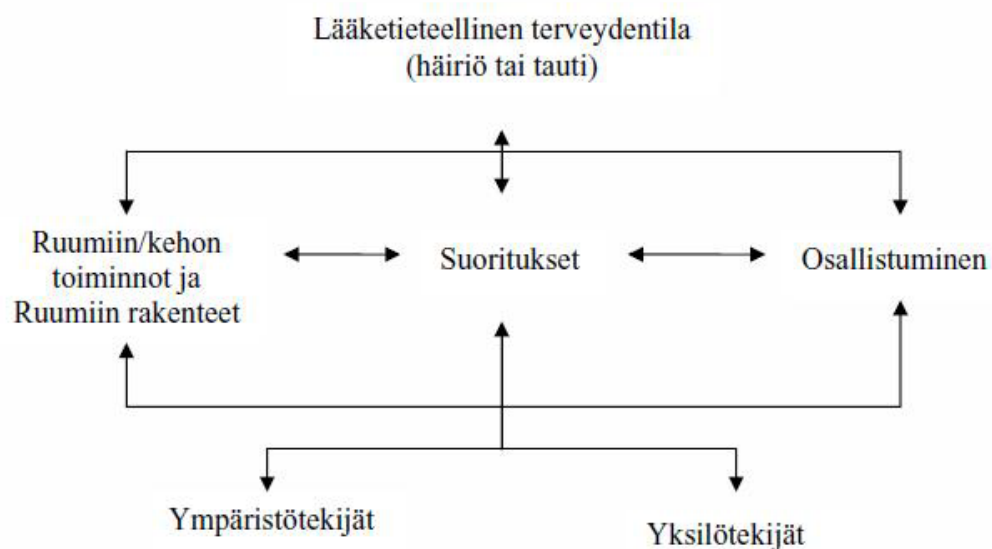 Lääketieteellinen terveydentila
(häiriö tai tauti)
Ruumiin/kehon
toiminnot ja
Ruumiin rakenteet
Suoritukset
Osallistuminen
Ympäristötekijät
Yksilötekijät